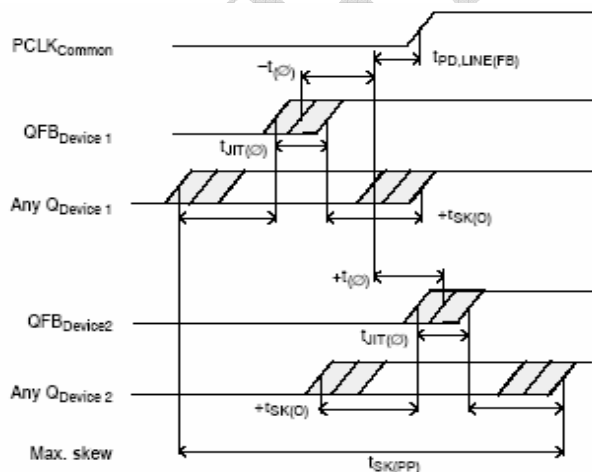 PCLKCommon
tPD,LINE(FB)
–t(∅)
QFBDevice 1
tJIT(∅)
Any QDevice 1
+tSK(O)
+t(∅)
QFBDevice2
tJIT(∅)
Any QDevice 2
+tSK(O)
Max. skew
tSK(PP)